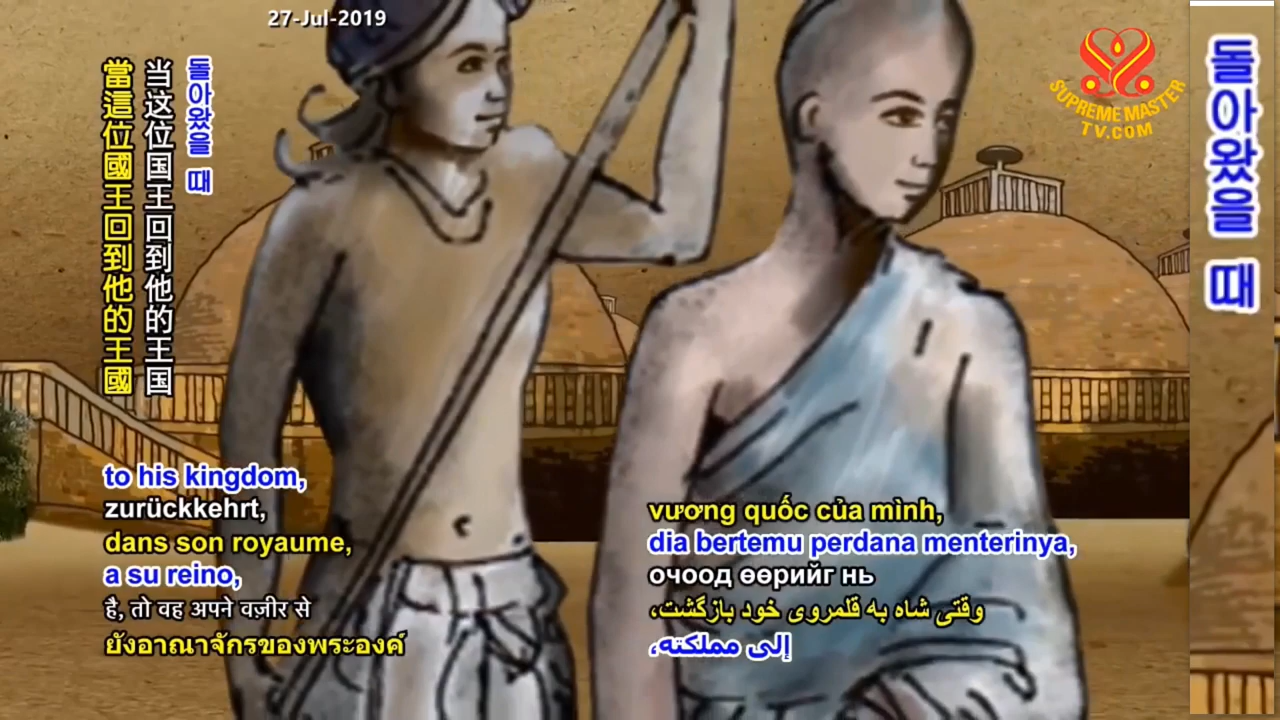 27-Jul-2019
SUPREME MASTER
TV.COM
돌아왔을 때
当这位国王回到他的王国
當這位國王回到他的王國
돌아왔을 때
to his kingdom,
zurückkehrt,
dans son royaume,
a su reino,
है, तो वह अपने वज़ीर से
ยังอาณาจักรของพระองค์
vương quốc của mình,
dia bertemu perdana menterinya,
очоод өөрийг нь
وقتی شاه به قلمروی خود بازگشت،
إلى مملكته،